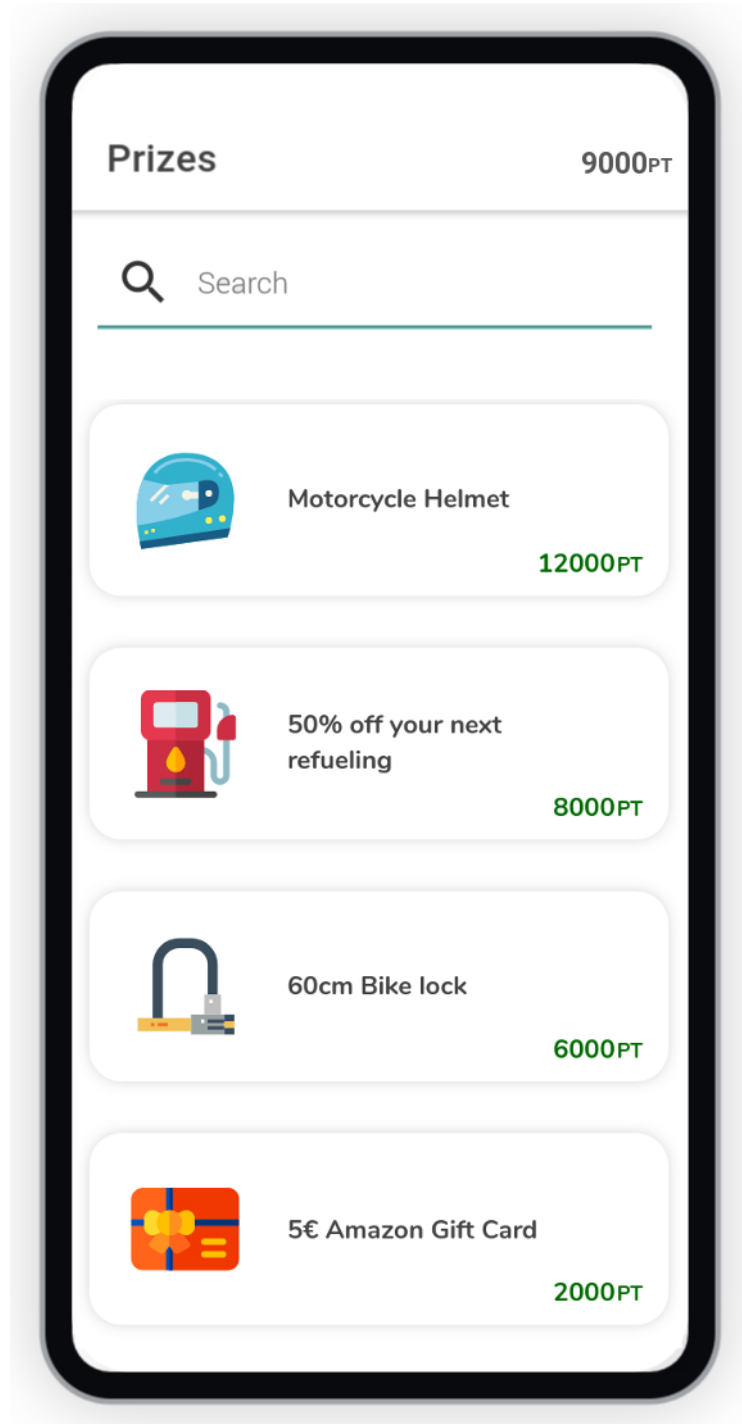 Prizes
9000PT
Search
Motorcycle Helmet
12000PT
50% off your next
refueling
8000PT
60cm Bike lock
6000PT
5€ Amazon Gift Card
2000PT